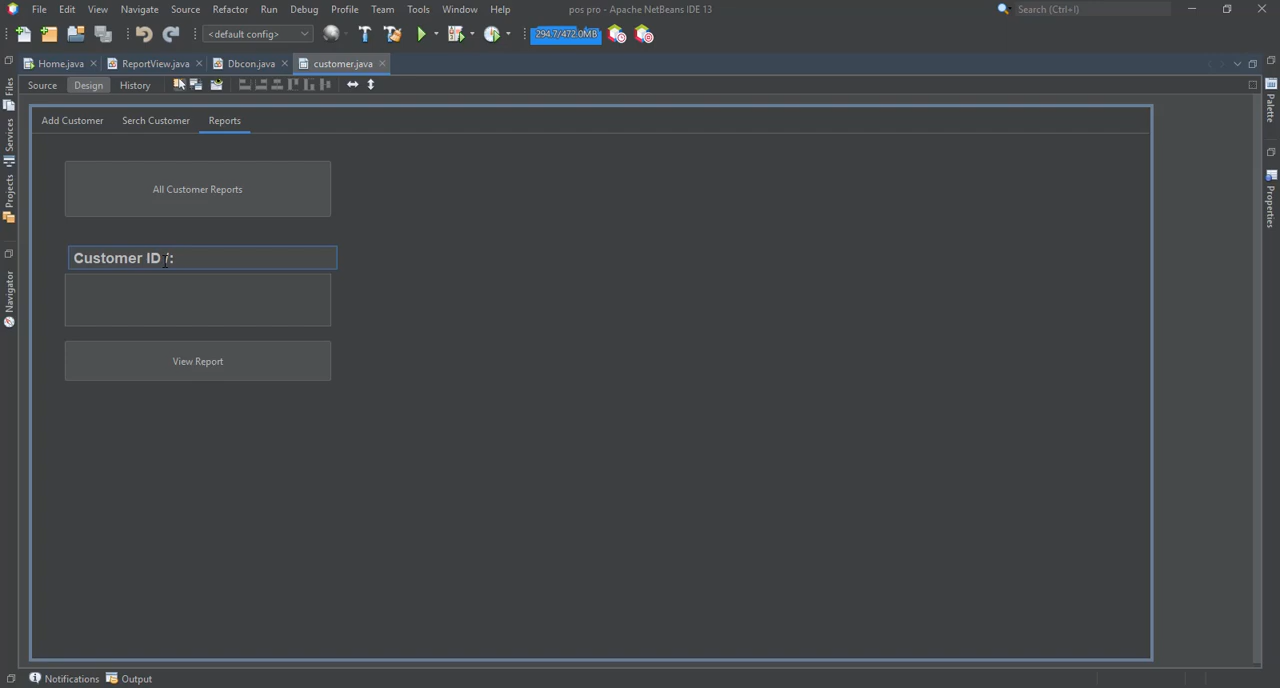 File Edit View Navigate Source Refactor Run Debug Profile Team Tools Window Help pos pro - Apache NetBeans IDE 13 Search (Ctrl+I)
<default config> 294.7/472.0MB
Home.java ReportView.java Dbcon.java customer.java
Source Design History
Files
Services
Projects
Navigator
Palette
Properties
Add Customer Serch Customer Reports
All Customer Reports
Customer ID :
View Report
Notifications Output